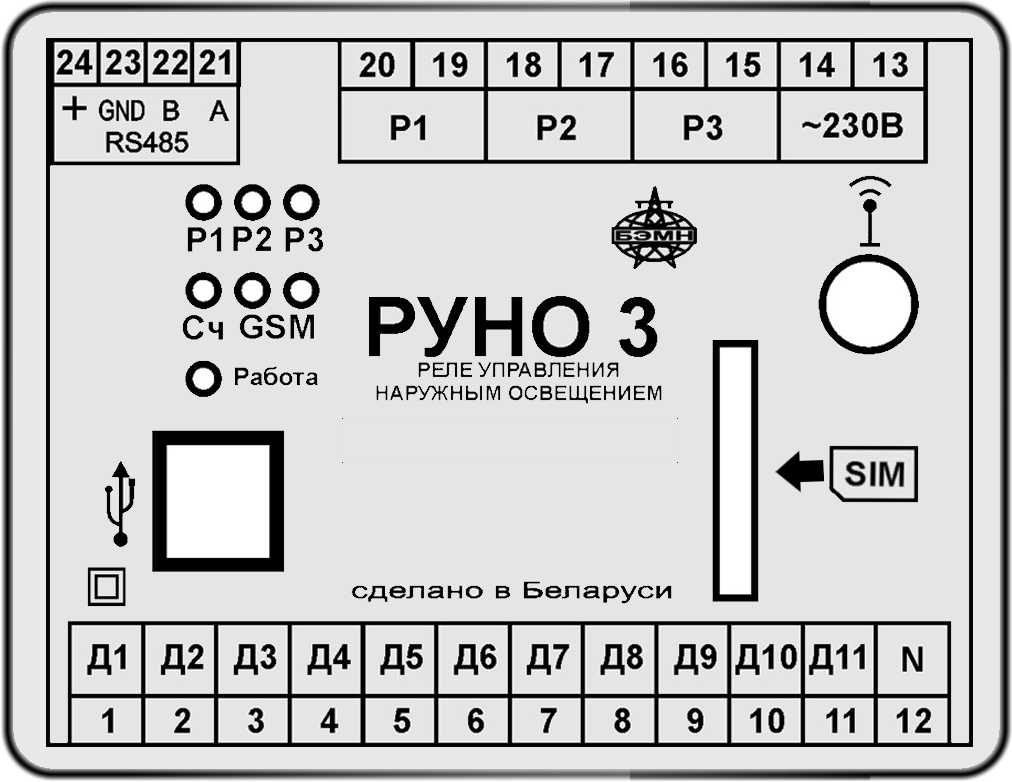 24 23 22 21
+ GND B A
RS485
20 19 18 17 16 15 14 13
P1 P2 P3 ~230В
P1 P2 P3
Сч GSM
Работа
БЭМН
РУНО 3
РЕЛЕ УПРАВЛЕНИЯ
НАРУЖНЫМ ОСВЕЩЕНИЕМ
SIM
сделано в Беларуси
Д1 Д2 Д3 Д4 Д5 Д6 Д7 Д8 Д9 Д10 Д11 N
1 2 3 4 5 6 7 8 9 10 11 12